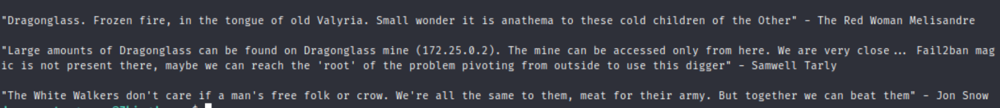 "Dragonglass. Frozen fire, in the tongue of old Valyria. Small wonder it is anathema to these cold children of the Other" - The Red Woman Melisandre
"Large amounts of Dragonglass can be found on Dragonglass mine (172.25.0.2). The mine can be accessed only from here. We are very close... Fail2ban mag
ic is not present there, maybe we can reach the 'root' of the problem pivoting from outside to use this digger" - Samwell Tarly
"The White Walkers don't care if a man's free folk or crow. We're all the same to them, meat for their army. But together we can beat them" - Jon Snow